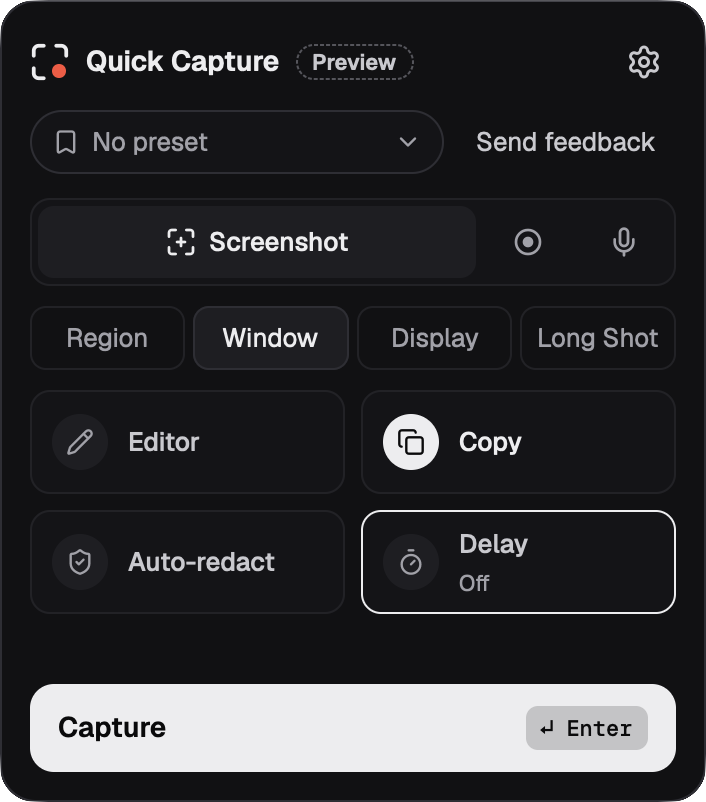 Quick Capture Preview
No preset Send feedback
Screenshot
Region Window Display Long Shot
Editor Copy
Auto-redact Delay
Off
Capture ↵ Enter